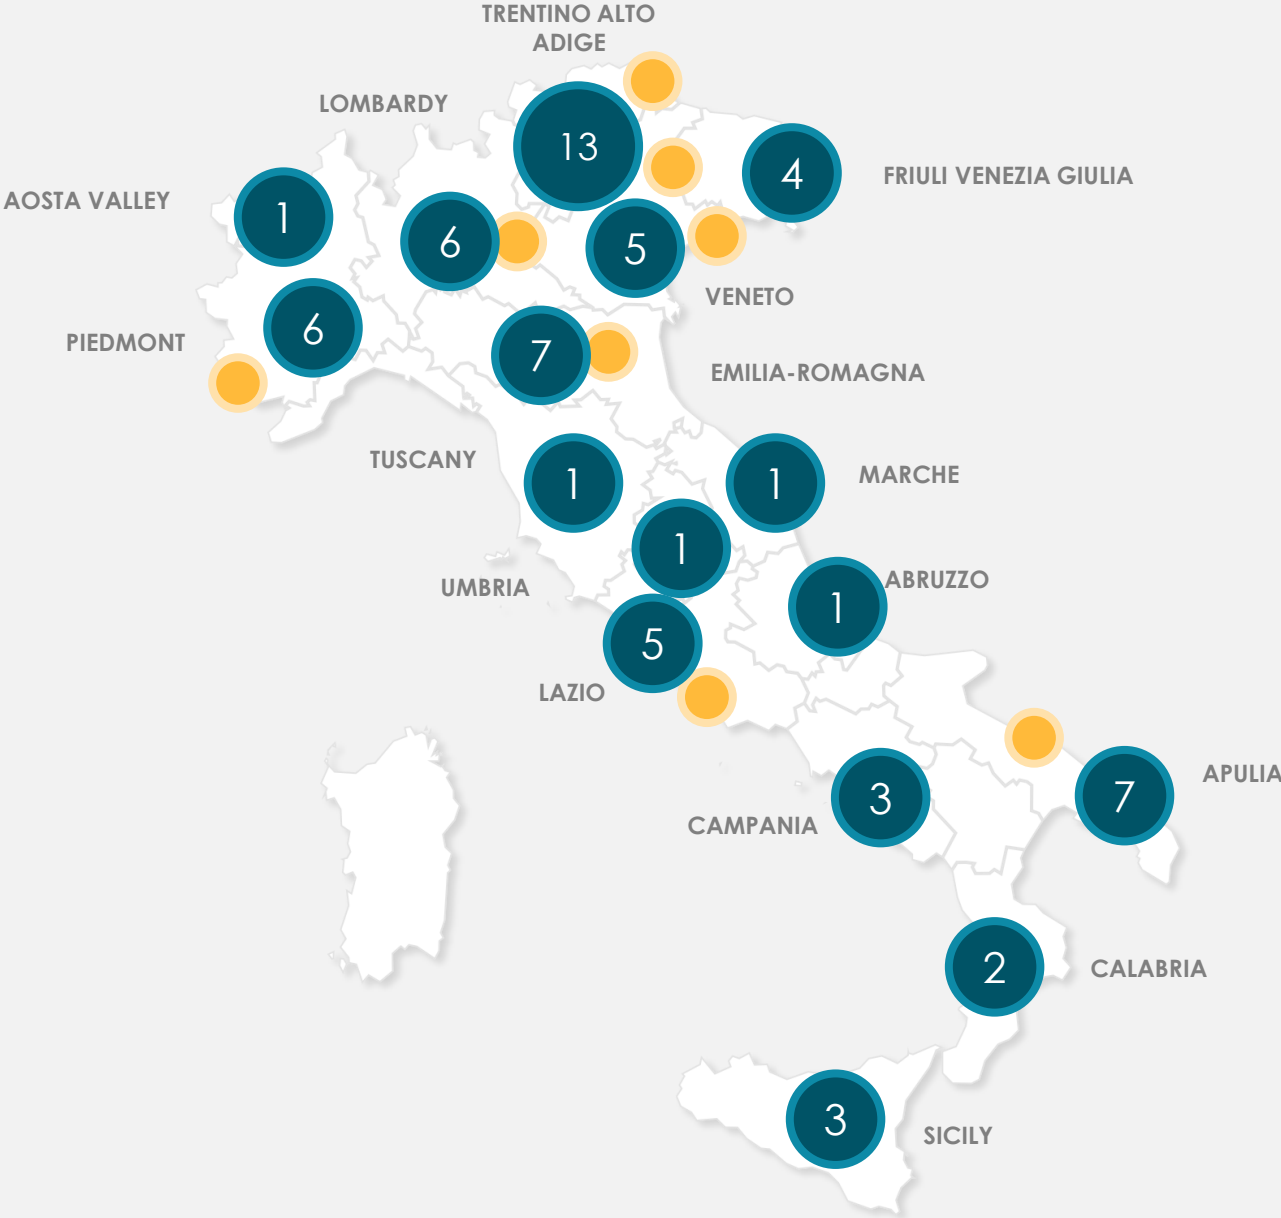 TRENTINO ALTO
ADIGE
LOMBARDY
13
4
FRIULI VENEZIA GIULIA
AOSTA VALLEY
1
6
5
VENETO
PIEDMONT
6
7
EMILIA-ROMAGNA
TUSCANY
1
1
MARCHE
1
UMBRIA
ABRUZZO
1
5
LAZIO
APULIA
7
3
CAMPANIA
2
CALABRIA
3
SICILY